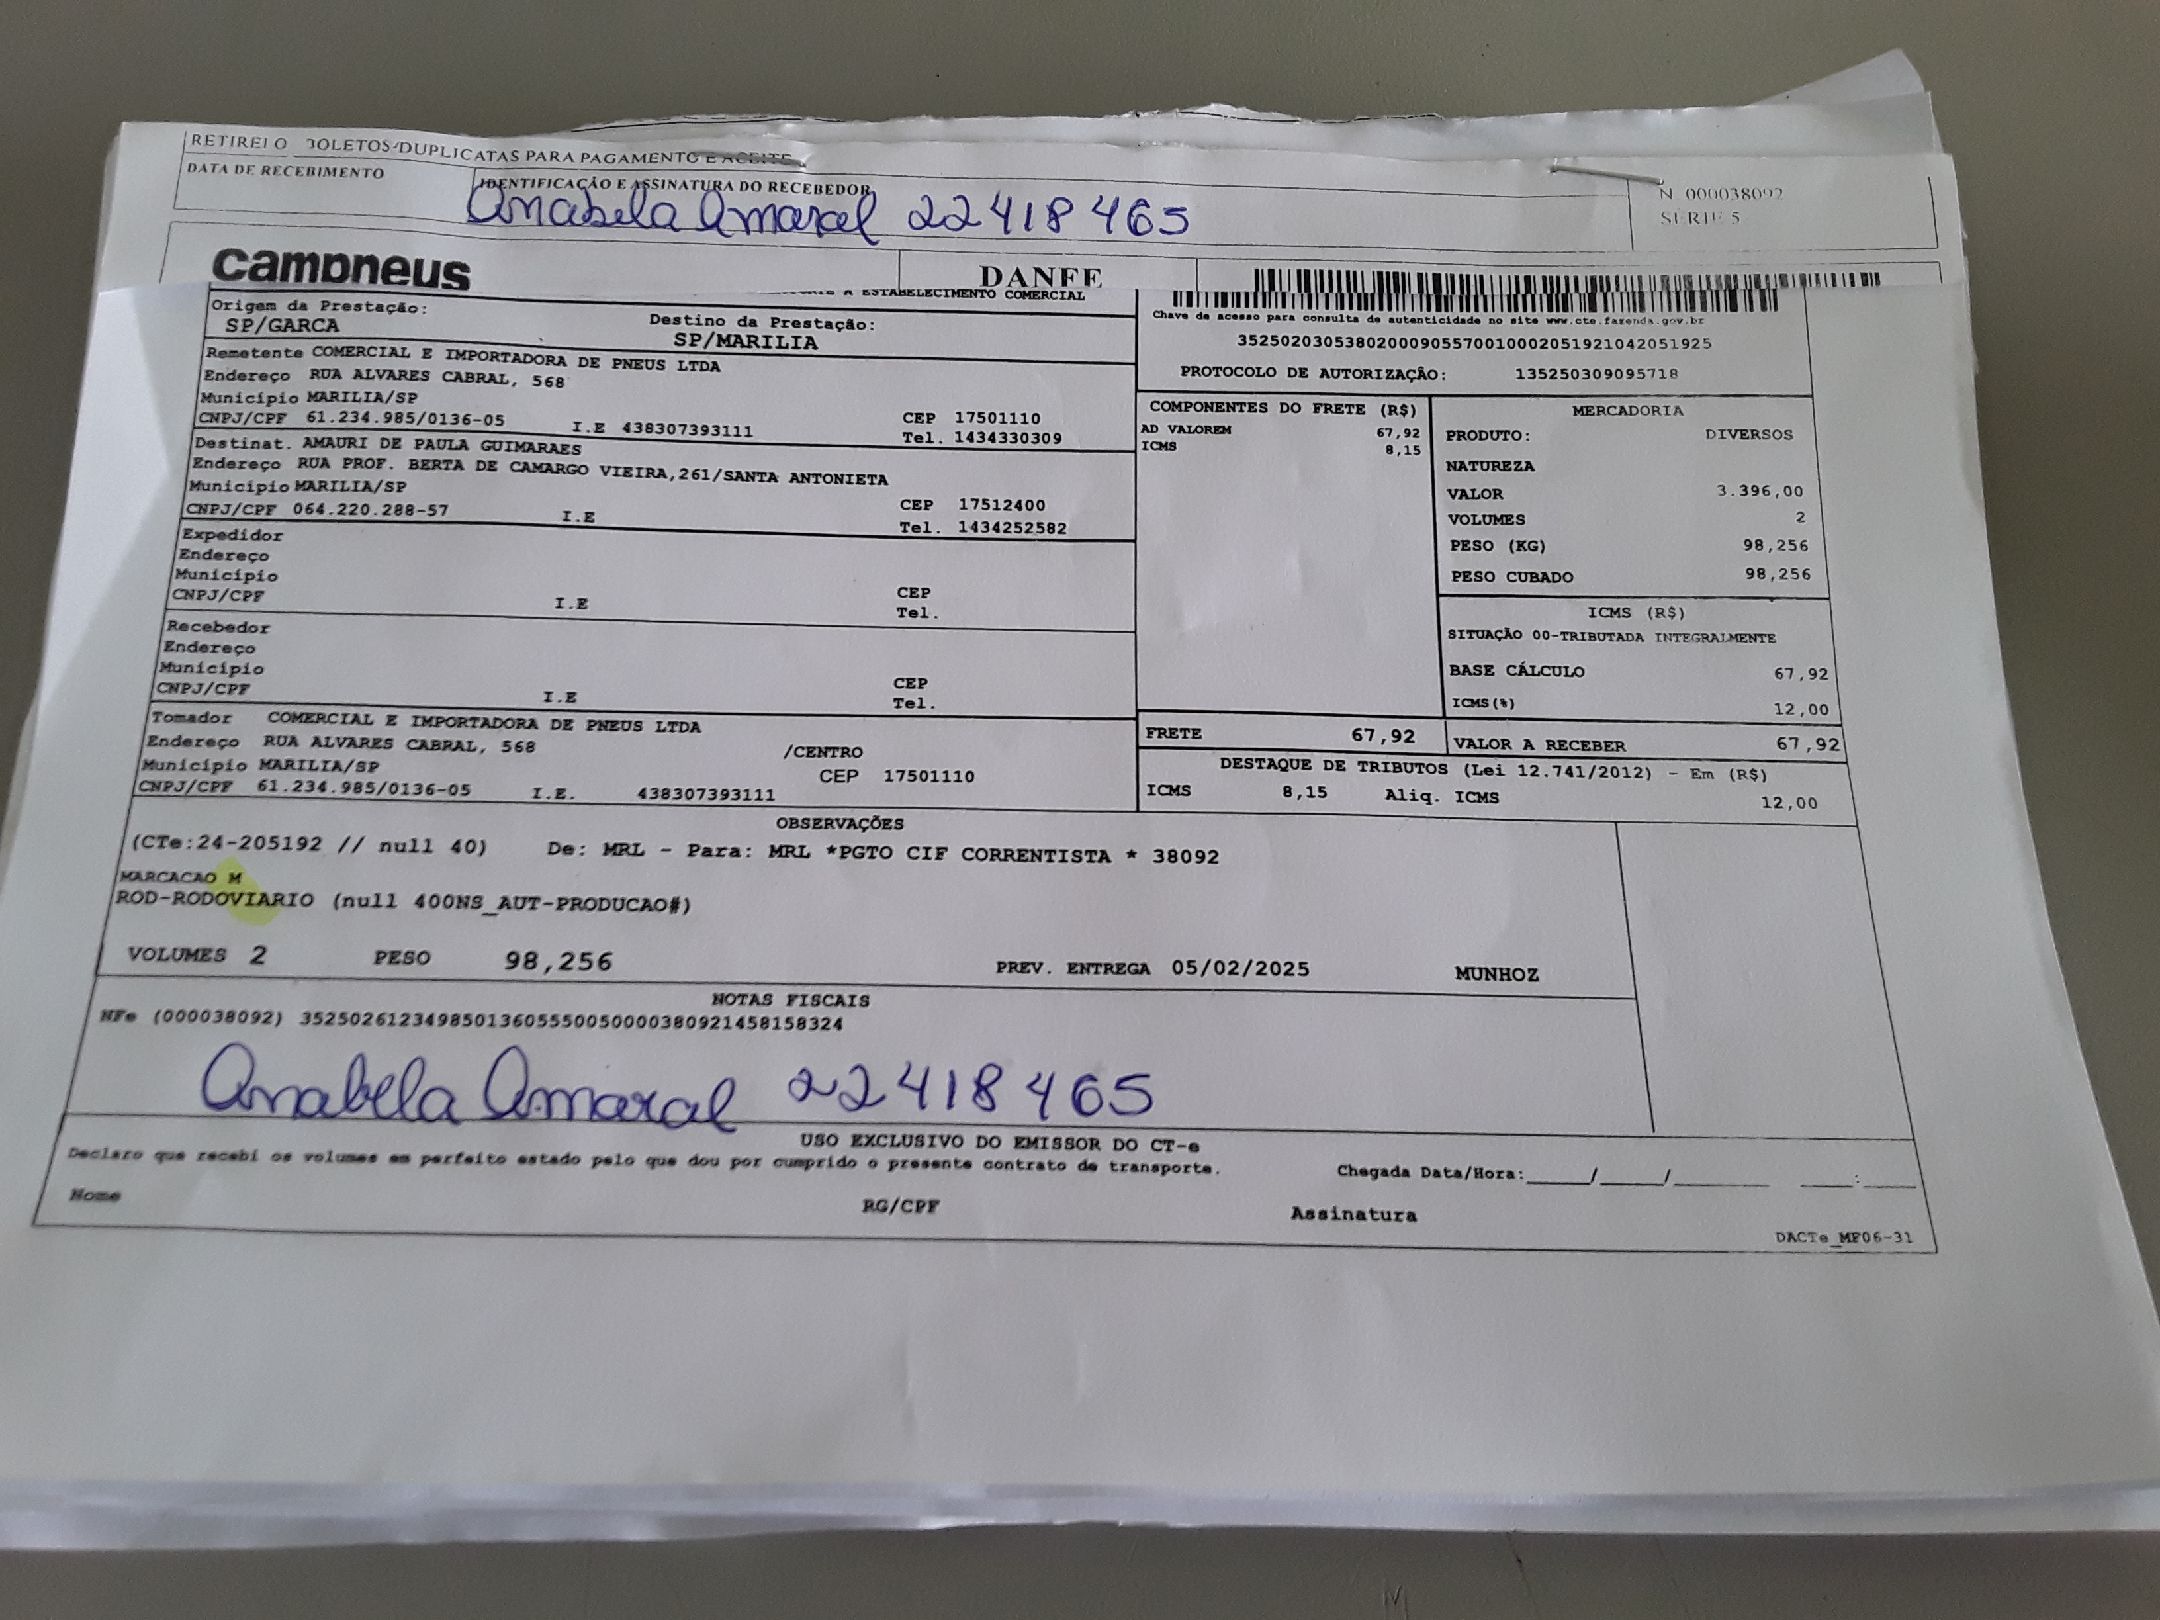 RETIREI O BOLETOS/DUPLICATAS PARA PAGAMENTO E ACEITE
DATA DE RECEBIMENTO IDENTIFICAÇÃO E ASSINATURA DO RECEBEDOR N 000038092
Anabela Amaral 22418465 SÉRIE 5
campneus DANFE
ESTABELECIMENTO COMERCIAL
Origem da Prestação: Destino da Prestação:
SP/GARCA SP/MARILIA
Chave de acesso para consulta de autenticidade no site www.cte.fazenda.gov.br
35250203053802000905570010002051921042051925
PROTOCOLO DE AUTORIZAÇÃO: 135250309095718
Remetente COMERCIAL E IMPORTADORA DE PNEUS LTDA
Endereço RUA ALVARES CABRAL, 568
Município MARILIA/SP CEP 17501110
CNPJ/CPF 61.234.985/0136-05 I.E 438307393111 Tel. 1434330309
Destinat. AMAURI DE PAULA GUIMARAES
Endereço RUA PROF. BERTA DE CAMARGO VIEIRA,261/SANTA ANTONIETA
Município MARILIA/SP CEP 17512400
CNPJ/CPF 064.220.288-57 I.E Tel. 1434252582
Expedidor
Endereço
Município CEP
CNPJ/CPF I.E Tel.
Recebedor
Endereço
Município CEP
CNPJ/CPF I.E Tel.
Tomador COMERCIAL E IMPORTADORA DE PNEUS LTDA
Endereço RUA ALVARES CABRAL, 568 /CENTRO
Município MARILIA/SP CEP 17501110
CNPJ/CPF 61.234.985/0136-05 I.E. 438307393111
COMPONENTES DO FRETE (R$)
AD VALOREM 67,92
ICMS 8,15
MERCADORIA
PRODUTO: DIVERSOS
NATUREZA
VALOR 3.396,00
VOLUMES 2
PESO (KG) 98,256
PESO CUBADO 98,256
ICMS (R$)
SITUAÇÃO 00-TRIBUTADA INTEGRALMENTE
BASE CÁLCULO 67,92
ICMS(%) 12,00
FRETE 67,92 VALOR A RECEBER 67,92
DESTAQUE DE TRIBUTOS (Lei 12.741/2012) - Em (R$)
ICMS 8,15 Aliq. ICMS 12,00
OBSERVAÇÕES
(CTe:24-205192 // null 40) De: MRL - Para: MRL *PGTO CIF CORRENTISTA * 38092
MARCACAO M
ROD-RODOVIARIO (null 400NS_AUT-PRODUCAO#)
VOLUMES 2 PESO 98,256 PREV. ENTREGA 05/02/2025 MUNHOZ
NOTAS FISCAIS
NFe (000038092) 35250261234985013605550050000380921458158324
Anabela Amaral 22418465
USO EXCLUSIVO DO EMISSOR DO CT-e
Declaro que recebi os volumes em perfeito estado pelo que dou por cumprido o presente contrato de transporte. Chegada Data/Hora:_____/_____/________ ____:____
Nome RG/CPF Assinatura
DACTe_MF06-31